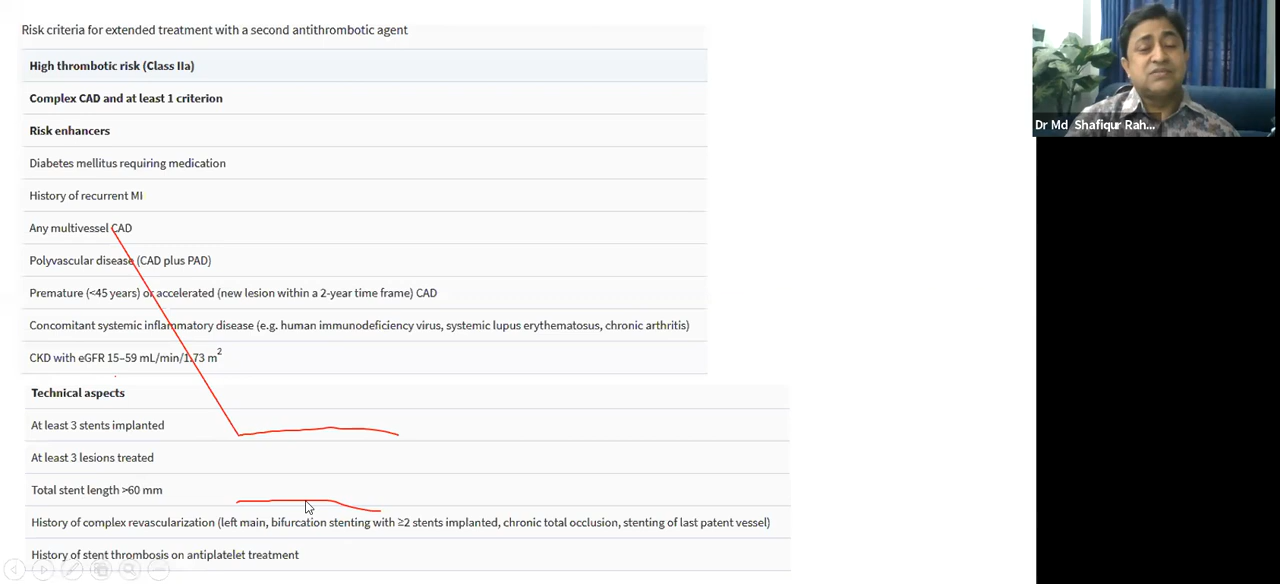 Risk criteria for extended treatment with a second antithrombotic agent
High thrombotic risk (Class IIa)
Complex CAD and at least 1 criterion
Risk enhancers
Diabetes mellitus requiring medication
History of recurrent MI
Any multivessel CAD
Polyvascular disease (CAD plus PAD)
Premature (<45 years) or accelerated (new lesion within a 2-year time frame) CAD
Concomitant systemic inflammatory disease (e.g. human immunodeficiency virus, systemic lupus erythematosus, chronic arthritis)
CKD with eGFR 15–59 mL/min/1.73 m²
Technical aspects
At least 3 stents implanted
At least 3 lesions treated
Total stent length >60 mm
History of complex revascularization (left main, bifurcation stenting with ≥2 stents implanted, chronic total occlusion, stenting of last patent vessel)
History of stent thrombosis on antiplatelet treatment
Dr Md Shafiqur Rah...